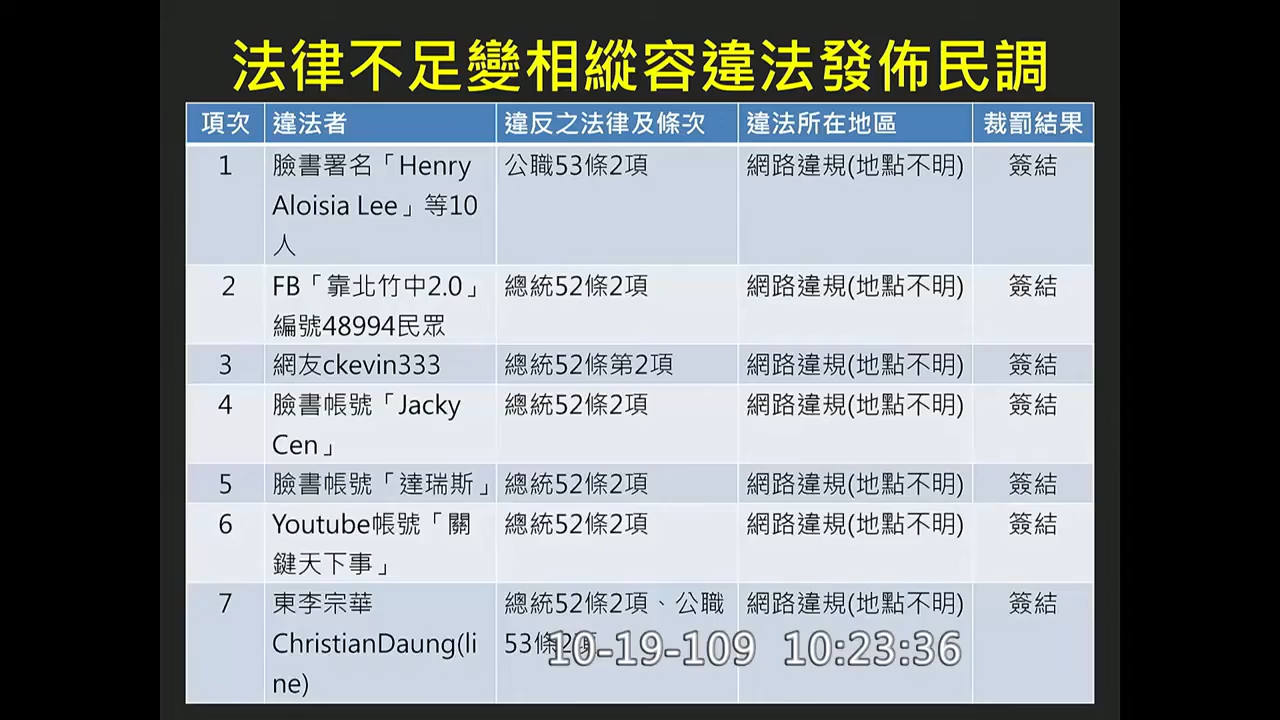 法律不足變相縱容違法發佈民調
項次 違法者 違反之法律及條次 違法所在地區 裁罰結果
1 臉書署名「Henry 公職53條2項 網路違規(地點不明) 簽結
Aloisia Lee」等10
人
2 FB「靠北竹中2.0」 總統52條2項 網路違規(地點不明) 簽結
編號48994民眾
3 網友ckevin333 總統52條第2項 網路違規(地點不明) 簽結
4 臉書帳號「Jacky 總統52條2項 網路違規(地點不明) 簽結
Cen」
5 臉書帳號「達瑞斯」 總統52條2項 網路違規(地點不明) 簽結
6 Youtube帳號「關 總統52條2項 網路違規(地點不明) 簽結
鍵天下事」
7 東李宗華 總統52條2項、公職 網路違規(地點不明) 簽結
ChristianDaung(li 53條2項
ne)
10-19-109 10:23:36